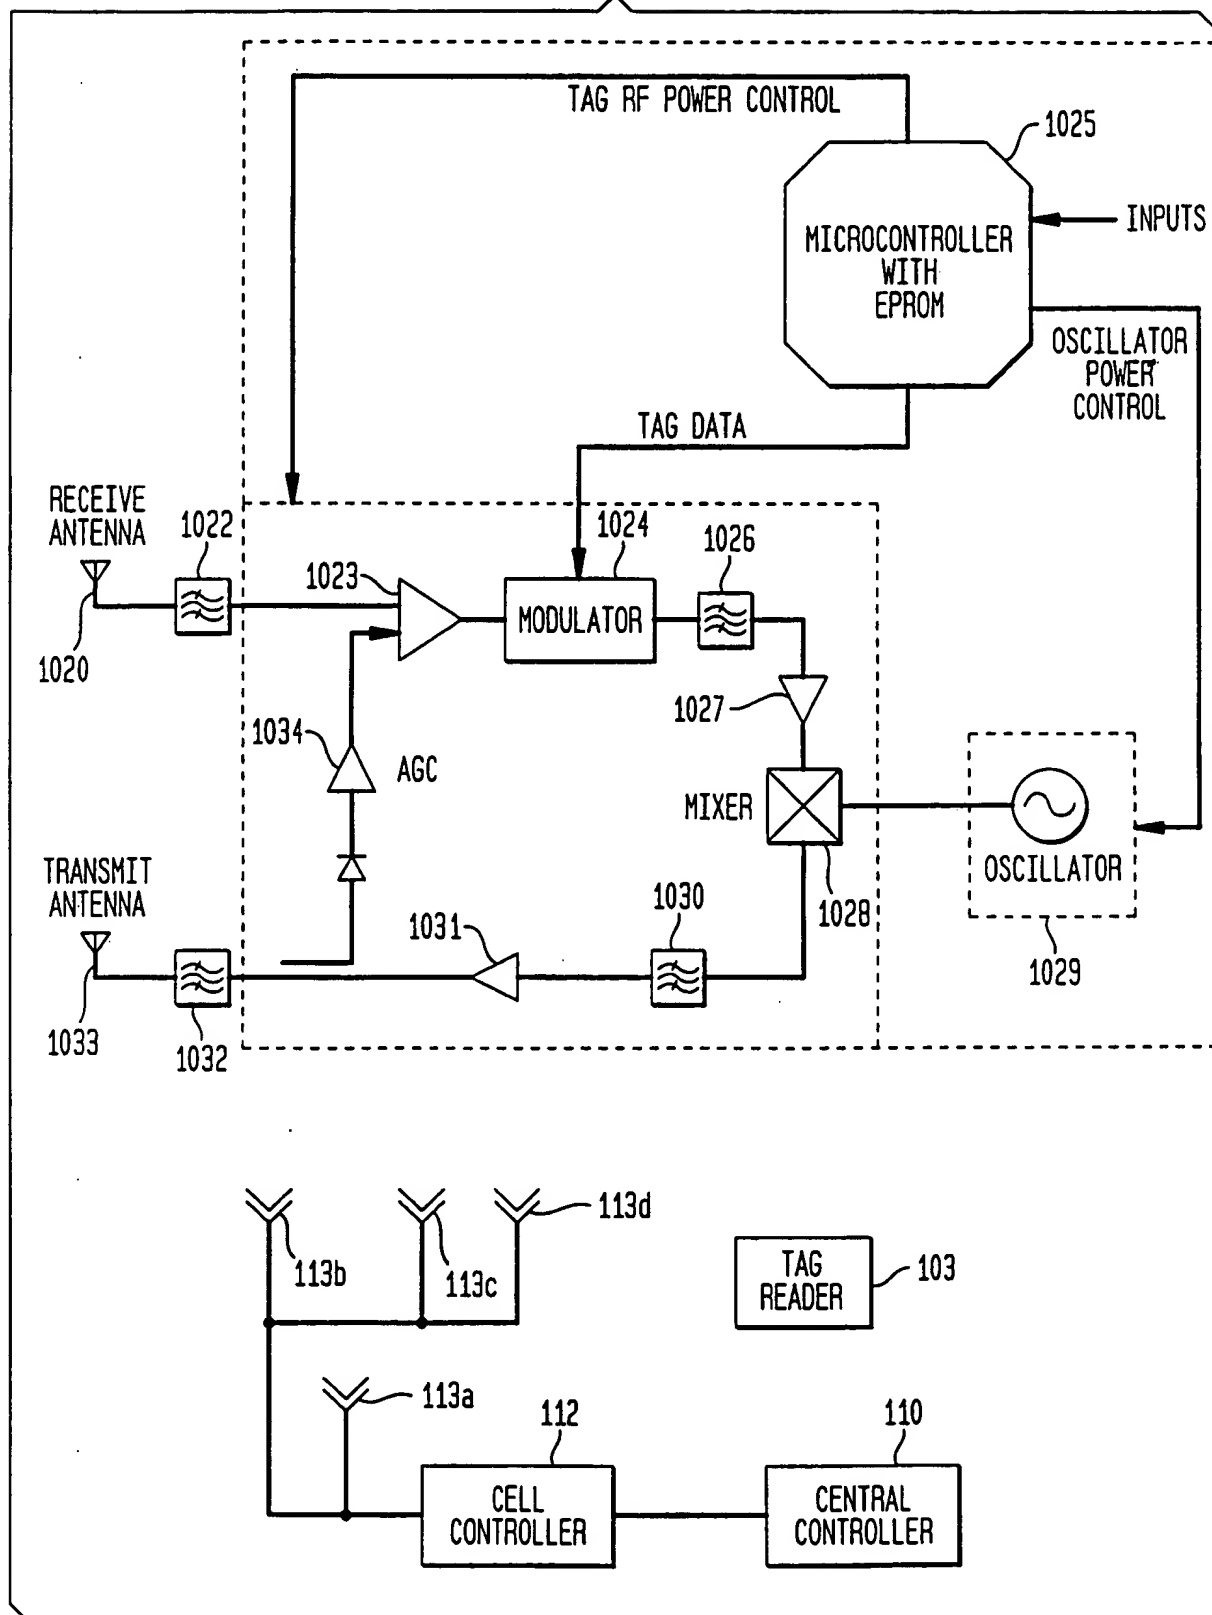 TAG RF POWER CONTROL
1025
INPUTS
MICROCONTROLLER
WITH
EPROM
OSCILLATOR
POWER
CONTROL
TAG DATA
RECEIVE
ANTENNA
1022
1024
1026
1023
MODULATOR
1020
1027
1034
AGC
MIXER
OSCILLATOR
TRANSMIT
ANTENNA
1028
1030
1031
1029
1033
1032
113b
113c
113d
TAG
READER
103
113a
112
110
CELL
CONTROLLER
CENTRAL
CONTROLLER